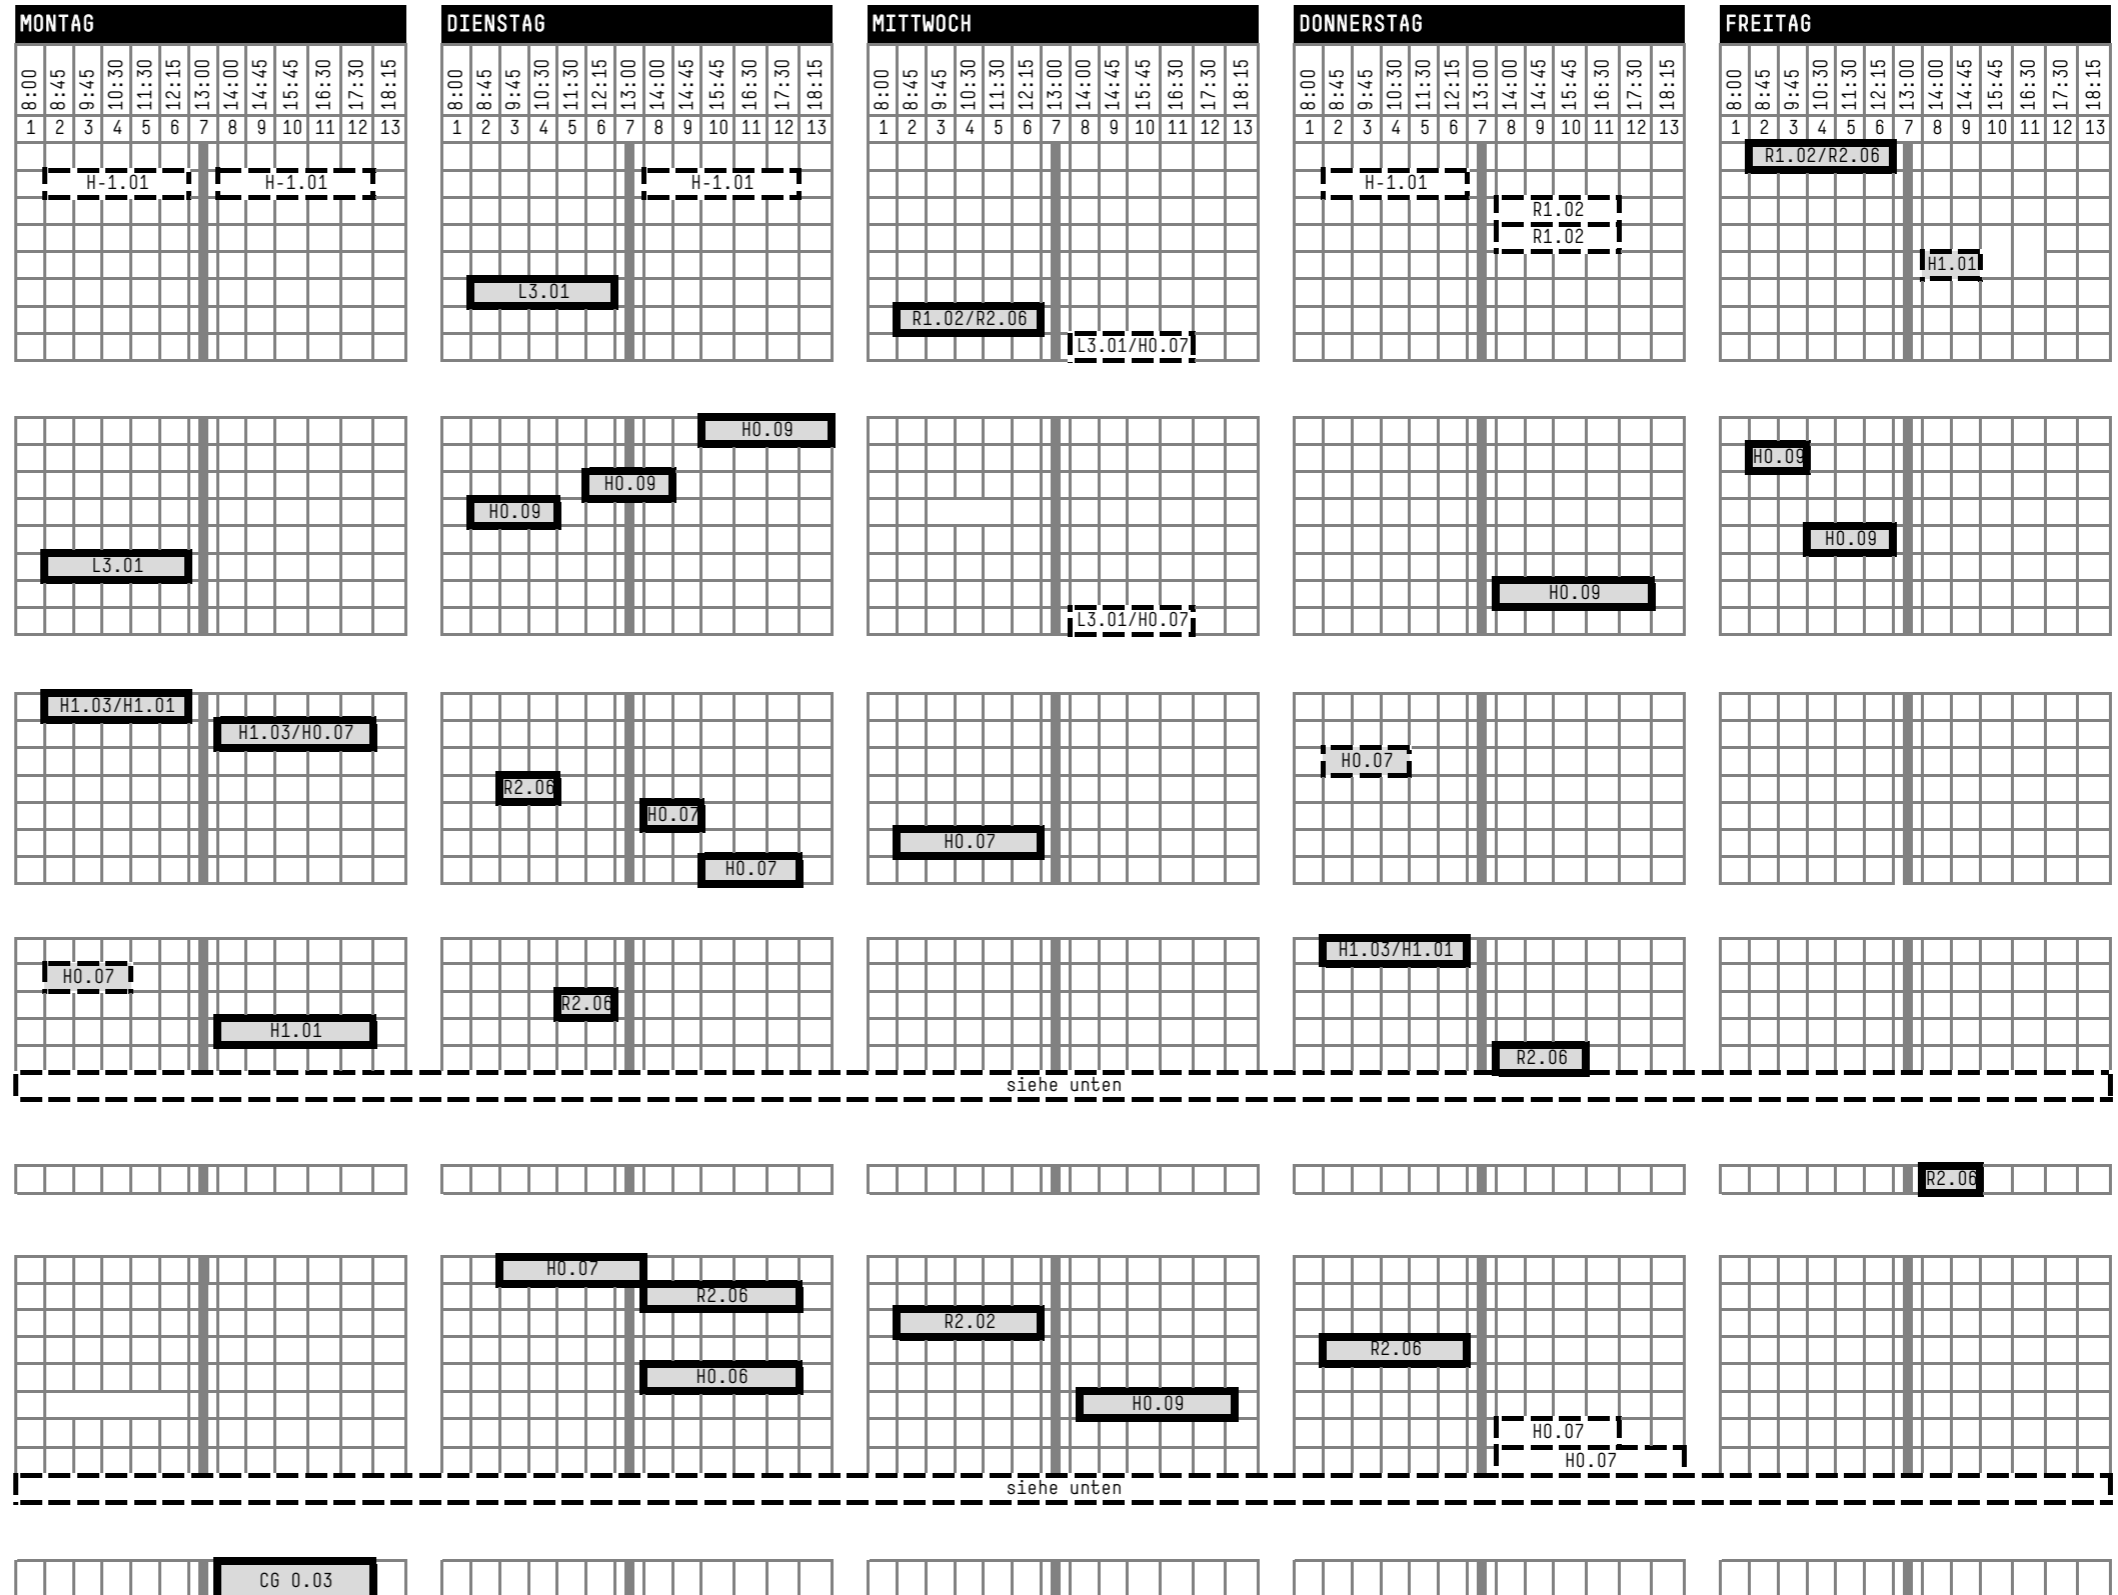 MONTAG DIENSTAG MITTWOCH DONNERSTAG FREITAG
8:00 8:45 9:45 10:30 11:30 12:15 13:00 14:00 14:45 15:45 16:30 17:30 18:15 8:00 8:45 9:45 10:30 11:30 12:15 13:00 14:00 14:45 15:45 16:30 17:30 18:15 8:00 8:45 9:45 10:30 11:30 12:15 13:00 14:00 14:45 15:45 16:30 17:30 18:15 8:00 8:45 9:45 10:30 11:30 12:15 13:00 14:00 14:45 15:45 16:30 17:30 18:15 8:00 8:45 9:45 10:30 11:30 12:15 13:00 14:00 14:45 15:45 16:30 17:30 18:15
1 2 3 4 5 6 7 8 9 10 11 12 13 1 2 3 4 5 6 7 8 9 10 11 12 13 1 2 3 4 5 6 7 8 9 10 11 12 13 1 2 3 4 5 6 7 8 9 10 11 12 13 1 2 3 4 5 6 7 8 9 10 11 12 13
R1.02/R2.06
H-1.01 H-1.01 H-1.01 H-1.01
R1.02
R1.02
H1.01
L3.01
R1.02/R2.06
L3.01/H0.07
H0.09
H0.09
H0.09
H0.09
H0.09
L3.01
H0.09
L3.01/H0.07
H1.03/H1.01
H1.03/H0.07
H0.07
R2.06
H0.07
H0.07
H0.07
H1.03/H1.01
H0.07
R2.06
H1.01
R2.06
siehe unten
R2.06
H0.07
R2.06
R2.02
R2.06
H0.06
H0.09
H0.07
H0.07
siehe unten
CG 0.03